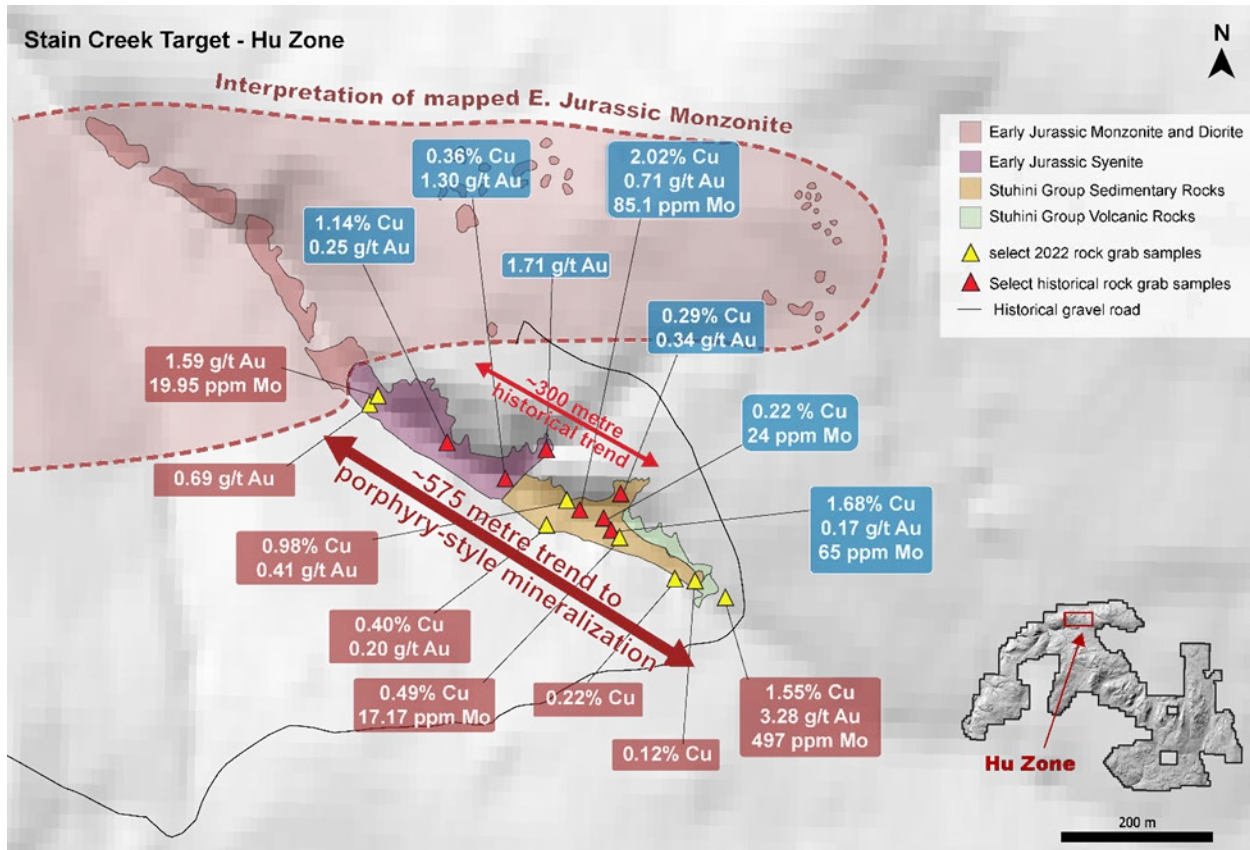 Stain Creek Target - Hu Zone
N
Interpretation of mapped E. Jurassic Monzonite
Early Jurassic Monzonite and Diorite
Early Jurassic Syenite
Stuhini Group Sedimentary Rocks
Stuhini Group Volcanic Rocks
select 2022 rock grab samples
Select historical rock grab samples
Historical gravel road
0.36% Cu
1.30 g/t Au
2.02% Cu
0.71 g/t Au
85.1 ppm Mo
1.14% Cu
0.25 g/t Au
1.71 g/t Au
0.29% Cu
0.34 g/t Au
1.59 g/t Au
19.95 ppm Mo
~300 metre
historical trend
0.22 % Cu
24 ppm Mo
0.69 g/t Au
~575 metre trend to
porphyry-style mineralization
1.68% Cu
0.17 g/t Au
65 ppm Mo
0.98% Cu
0.41 g/t Au
0.40% Cu
0.20 g/t Au
0.49% Cu
17.17 ppm Mo
0.22% Cu
1.55% Cu
3.28 g/t Au
497 ppm Mo
0.12% Cu
Hu Zone
200 m